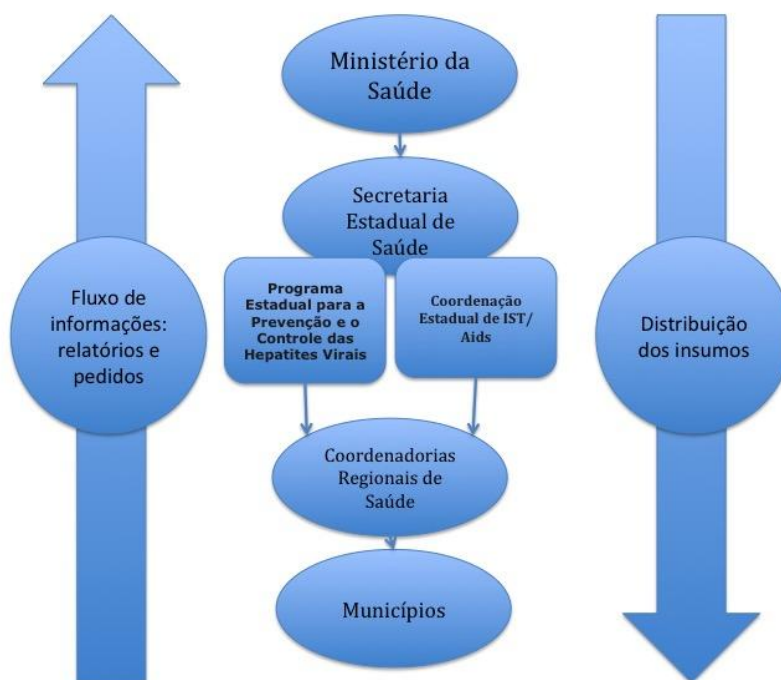 Ministério da
Saúde
Secretaria
Estadual de
Saúde
Programa
Estadual para a
Prevenção e o
Controle das
Hepatites Virais
Coordenação
Estadual de IST/
Aids
Fluxo de
informações:
relatórios e
pedidos
Distribuição
dos insumos
Coordenadorias
Regionais de
Saúde
Municípios